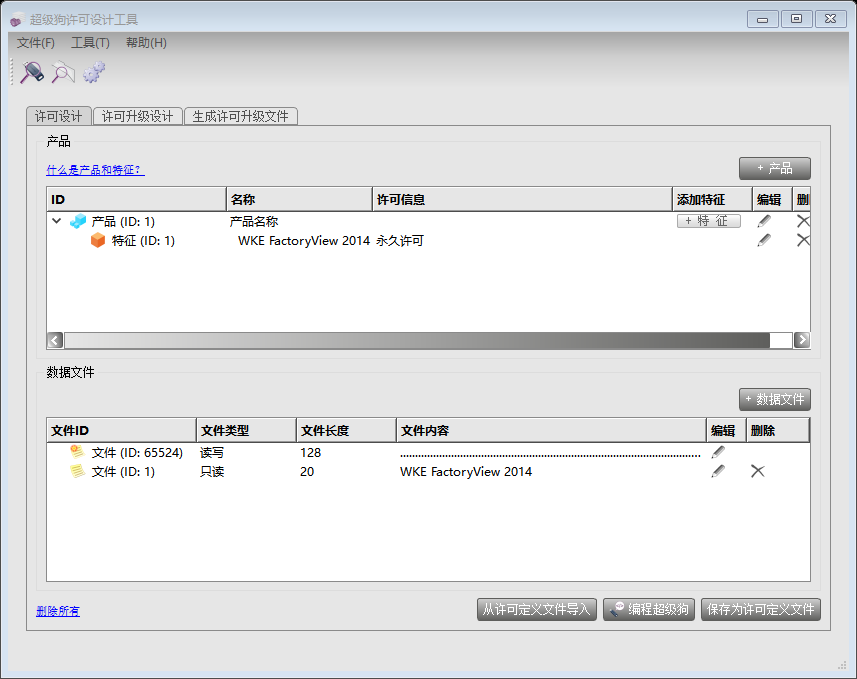 超级狗许可设计工具
文件(F) 工具(T) 帮助(H)
许可设计 许可升级设计 生成许可升级文件
产品
什么是产品和特征?
+ 产品
ID 名称 许可信息 添加特征 编辑 删
产品 (ID: 1) 产品名称 + 特 征
特征 (ID: 1) WKE FactoryView 2014 永久许可
数据文件
+ 数据文件
文件ID 文件类型 文件长度 文件内容 编辑 删除
文件 (ID: 65524) 读写 128 ....................................................................................................
文件 (ID: 1) 只读 20 WKE FactoryView 2014
删除所有 从许可定义文件导入 编程超级狗 保存为许可定义文件